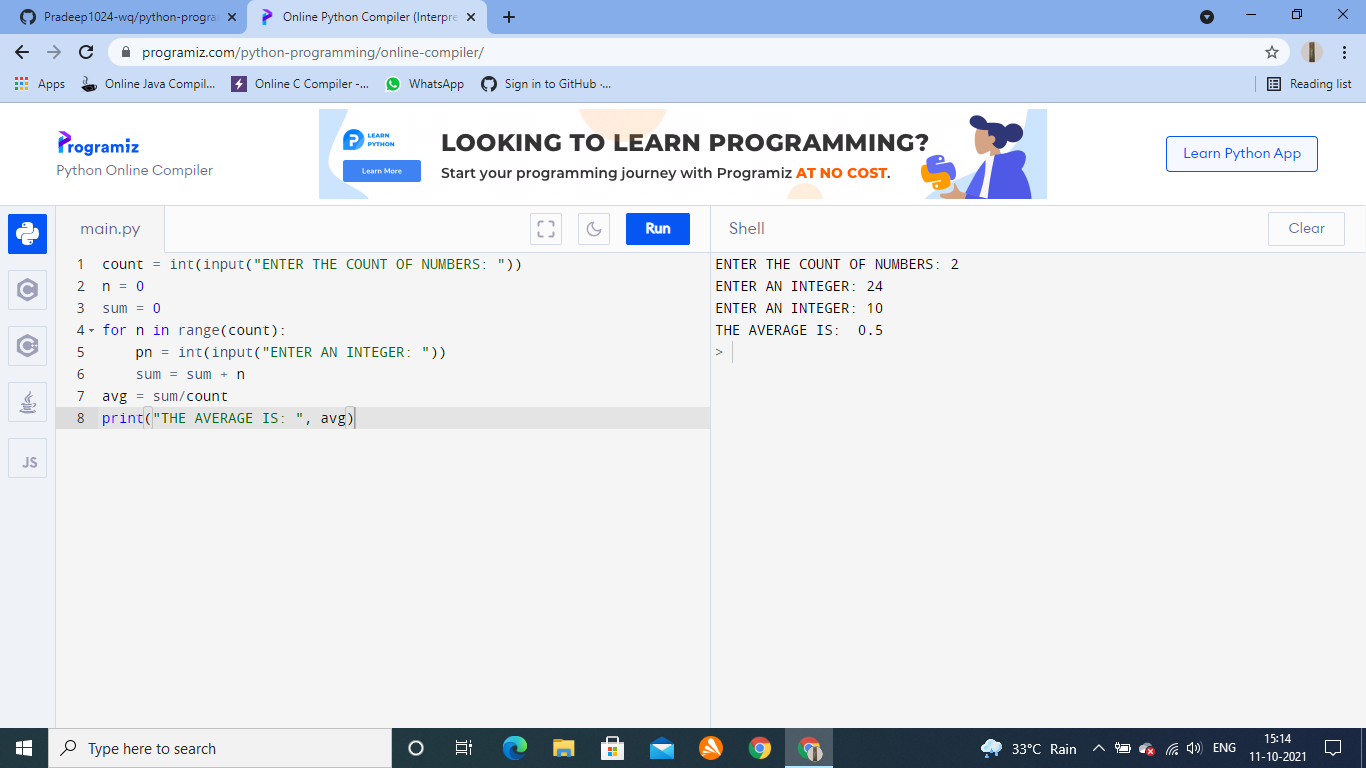 Pradeep1024-wq/python-progra
Online Python Compiler (Interpre
programiz.com/python-programming/online-compiler/
Apps
Online Java Compil...
Online C Compiler -...
WhatsApp
Sign in to GitHub ·...
Reading list
Programiz
Python Online Compiler
LEARN
PYTHON
Learn More
LOOKING TO LEARN PROGRAMMING?
Start your programming journey with Programiz AT NO COST.
Learn Python App
main.py
Run
Shell
Clear
JS
1 count = int(input("ENTER THE COUNT OF NUMBERS: "))
2 n = 0
3 sum = 0
4 for n in range(count):
5     pn = int(input("ENTER AN INTEGER: "))
6     sum = sum + n
7 avg = sum/count
8 print("THE AVERAGE IS: ", avg)
ENTER THE COUNT OF NUMBERS: 2
ENTER AN INTEGER: 24
ENTER AN INTEGER: 10
THE AVERAGE IS:  0.5
>
Type here to search
33°C Rain
ENG
15:14
11-10-2021